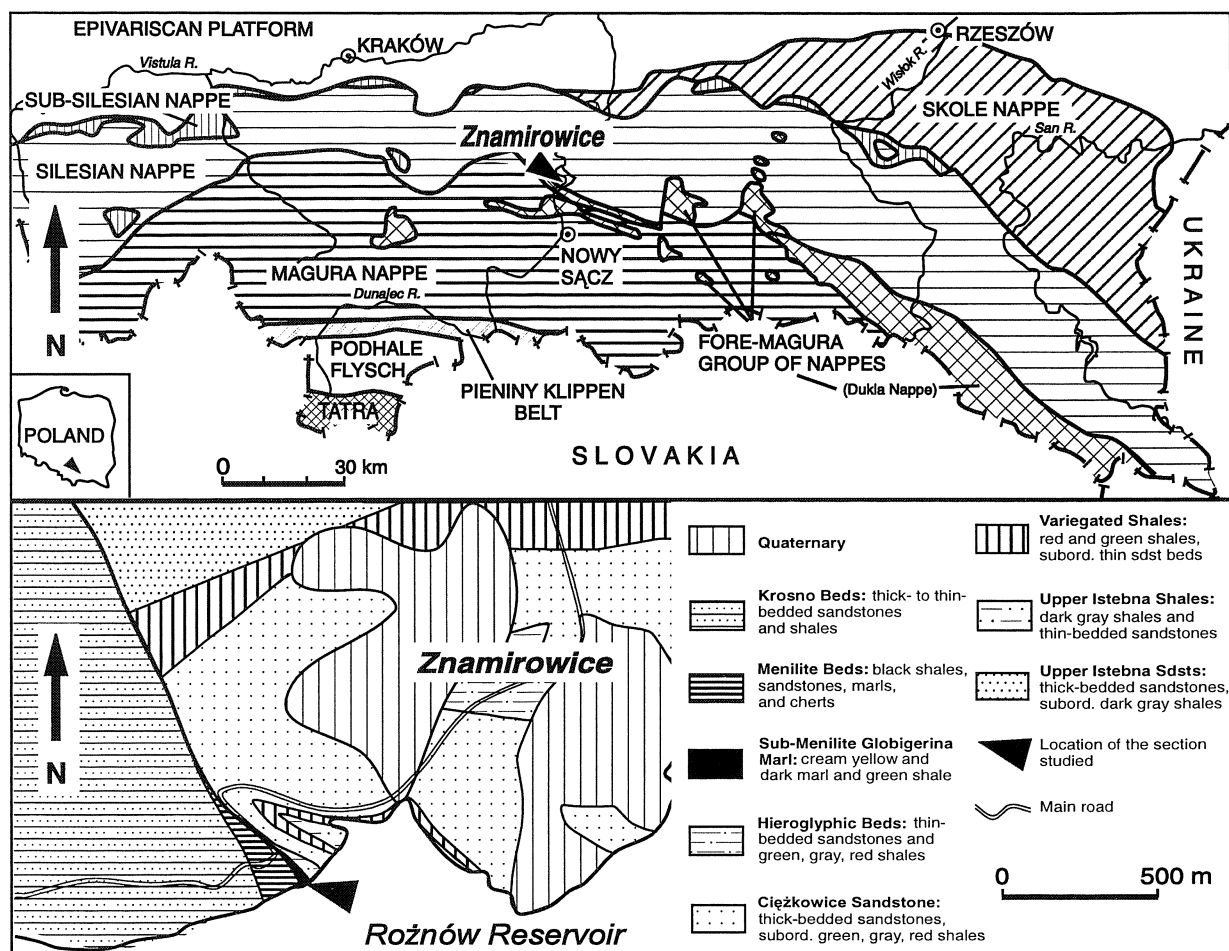 EPIVARISCAN PLATFORM
KRAKÓW
RZESZÓW
Vistula R.
Wisłok R.
SUB-SILESIAN NAPPE
SKOLE NAPPE
San R.
Znamirowice
SILESIAN NAPPE
UKRAINE
NOWY
SĄCZ
MAGURA NAPPE
Dunajec R.
N
FORE-MAGURA
GROUP OF NAPPES
(Dukla Nappe)
PODHALE
FLYSCH
PIENINY KLIPPEN
BELT
TATRA
POLAND
SLOVAKIA
0 30 km
Znamirowice
N
Rożnów Reservoir
Quaternary
Krosno Beds: thick- to thin-
bedded sandstones
and shales
Menilite Beds: black shales,
sandstones, marls,
and cherts
Sub-Menilite Globigerina
Marl: cream yellow and
dark marl and green shale
Hieroglyphic Beds: thin-
bedded sandstones and
green, gray, red shales
Ciężkowice Sandstone:
thick-bedded sandstones,
subord. green, gray, red shales
Variegated Shales:
red and green shales,
subord. thin sdst beds
Upper Istebna Shales:
dark gray shales and
thin-bedded sandstones
Upper Istebna Sdsts:
thick-bedded sandstones,
subord. dark gray shales
Location of the section
studied
Main road
0 500 m